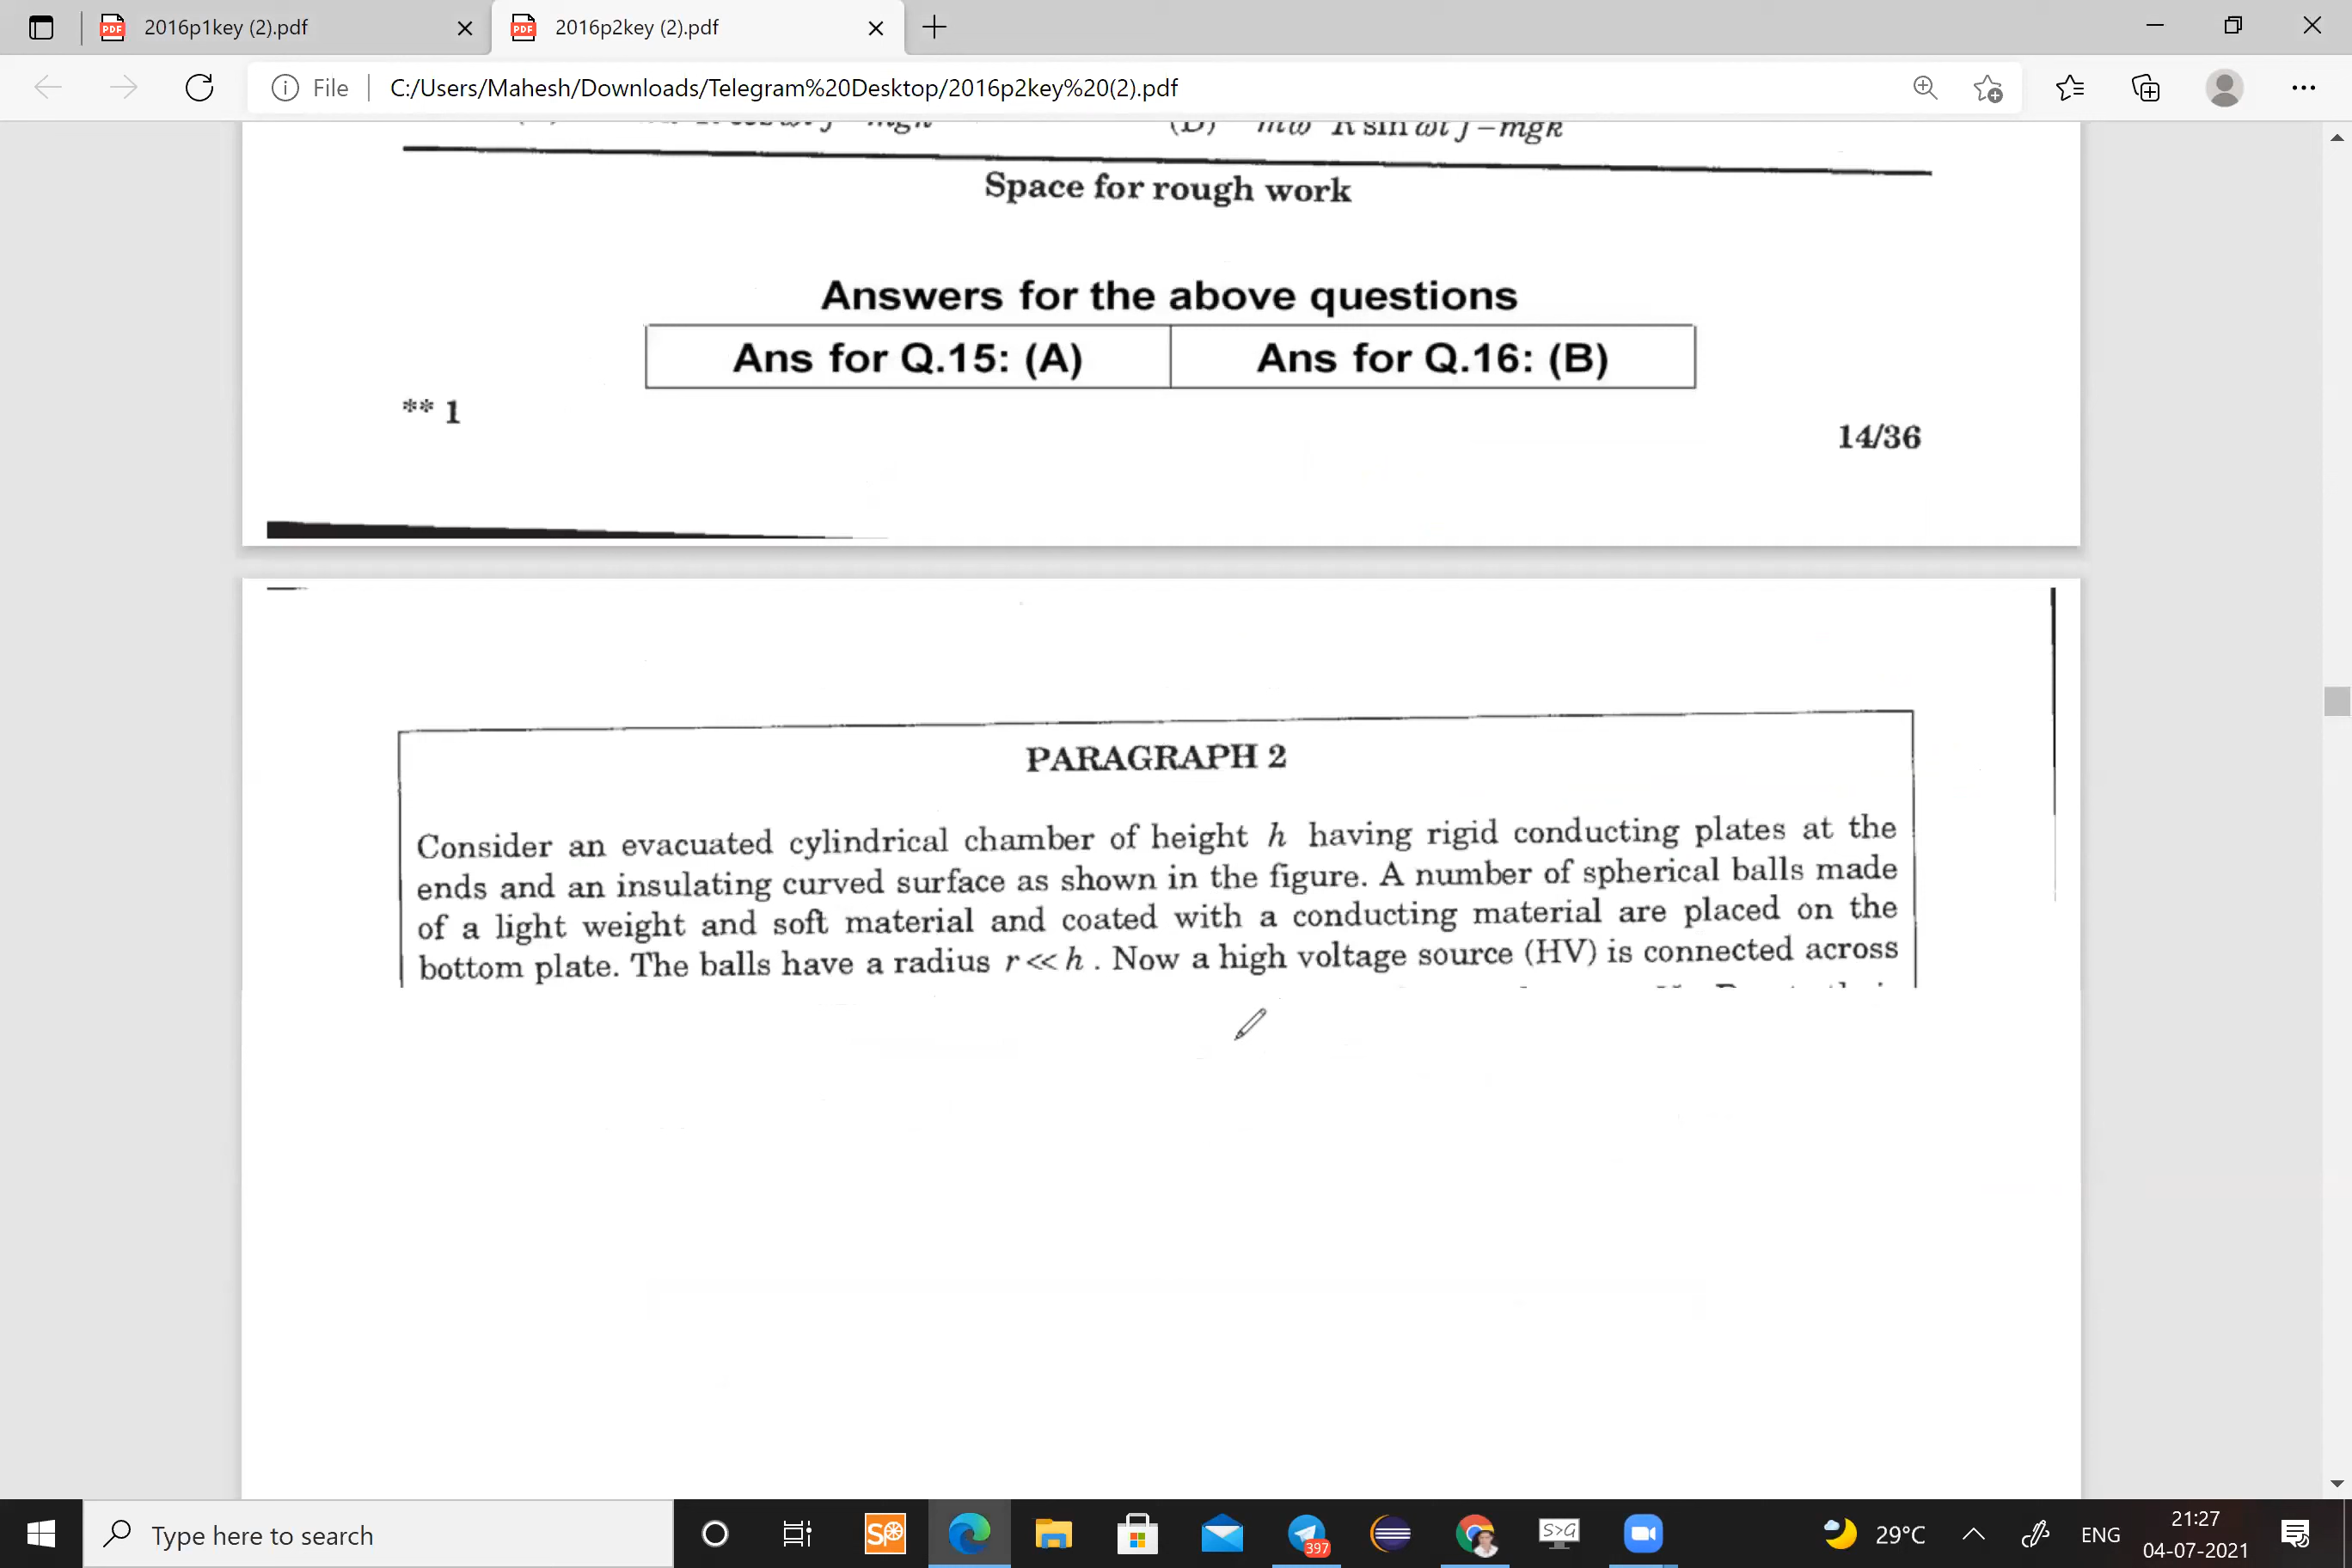 2016p1key (2).pdf
2016p2key (2).pdf
File
C:/Users/Mahesh/Downloads/Telegram%20Desktop/2016p2key%20(2).pdf
Space for rough work
Answers for the above questions
Ans for Q.15: (A) Ans for Q.16: (B)
** 1
14/36
PARAGRAPH 2
Consider an evacuated cylindrical chamber of height h having rigid conducting plates at the
ends and an insulating curved surface as shown in the figure. A number of spherical balls made
of a light weight and soft material and coated with a conducting material are placed on the
bottom plate. The balls have a radius r << h . Now a high voltage source (HV) is connected across
Type here to search
397
S>G
29°C
ENG
21:27
04-07-2021